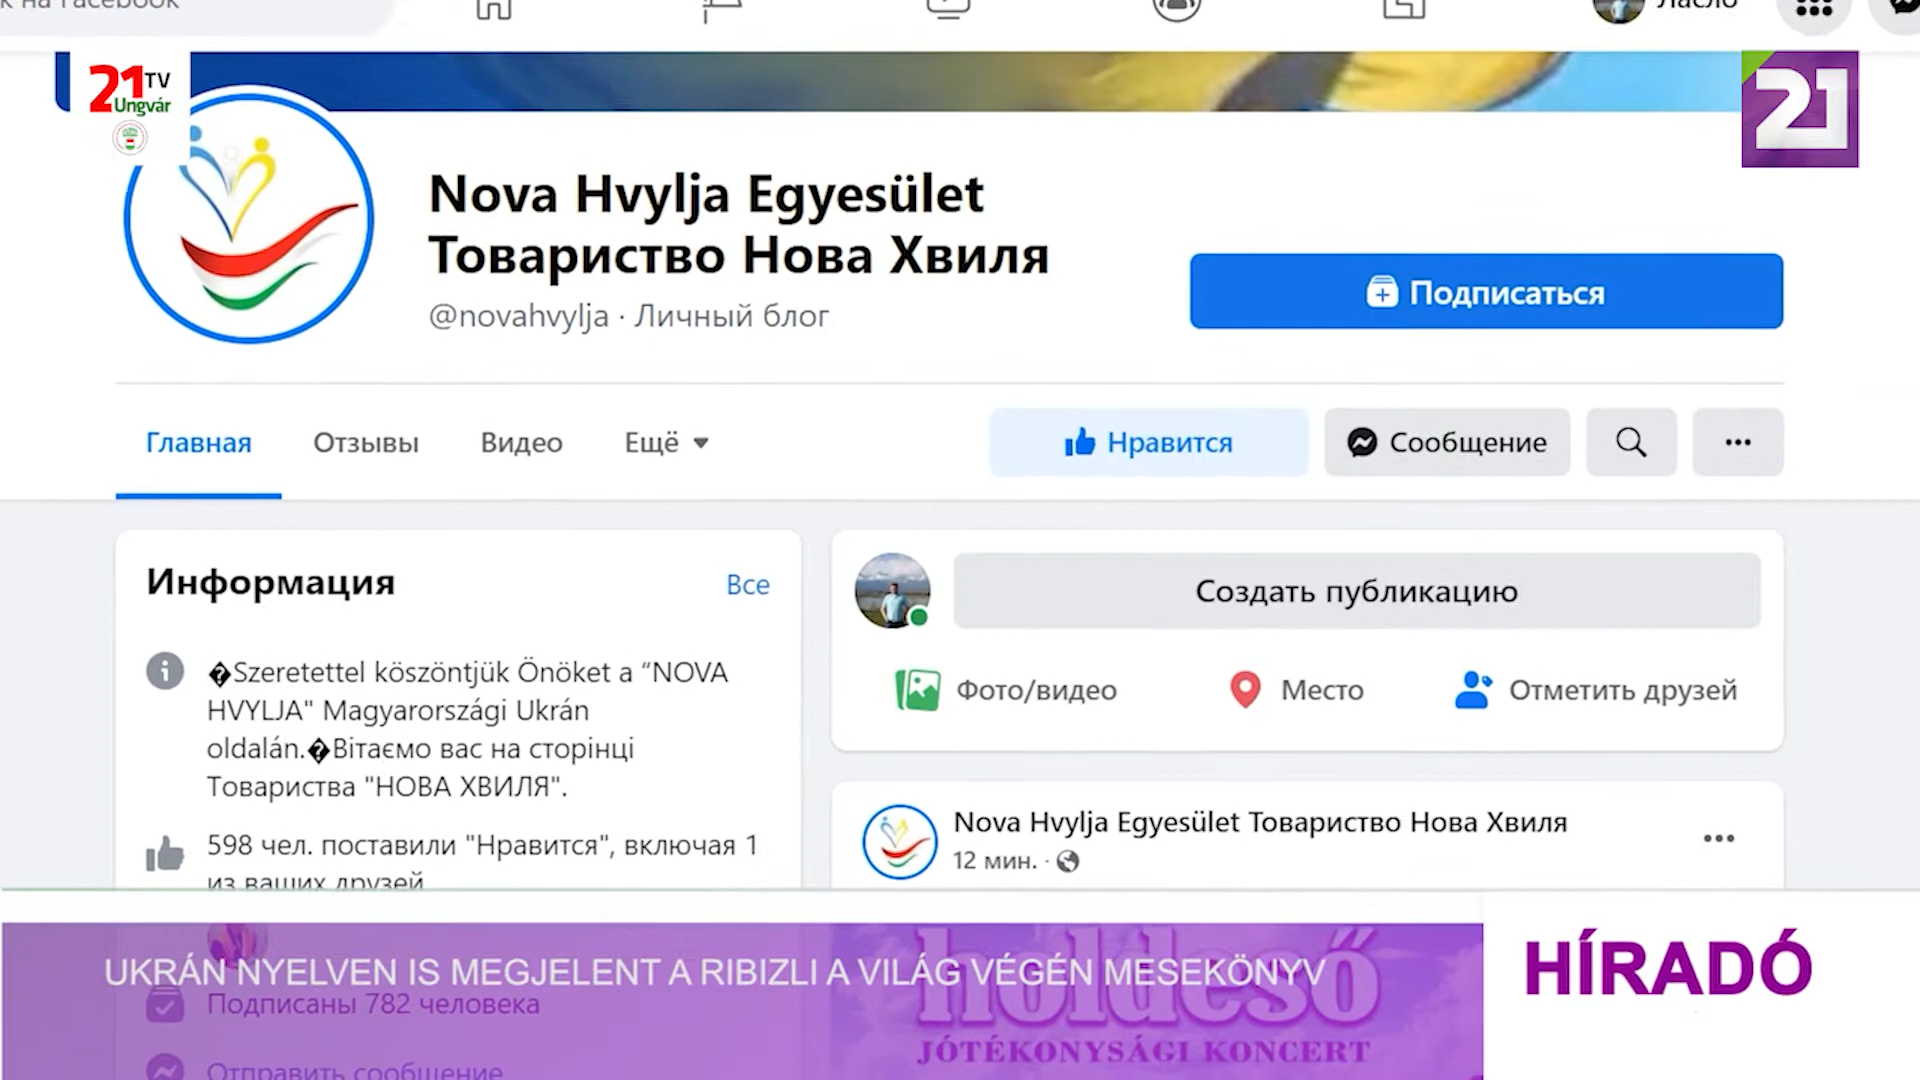 на Facebook
Ласло
21 TV
Ungvár
21
Nova Hvylja Egyesület
Товариство Нова Хвиля
@novahvylja · Личный блог
Подписаться
Главная Отзывы Видео Ещё
Нравится Сообщение
Информация Все
Создать публикацию
�Szeretettel köszöntjük Önöket a “NOVA
HVYLJA" Magyarországi Ukrán
oldalán.�Вітаємо вас на сторінці
Товариства "НОВА ХВИЛЯ".
Фото/видео Место Отметить друзей
598 чел. поставили "Нравится", включая 1
из ваших друзей
Nova Hvylja Egyesület Товариство Нова Хвиля
12 мин. ·
UKRÁN NYELVEN IS MEGJELENT A RIBIZLI A VILÁG VÉGÉN MESEKÖNYV
HÍRADÓ
Подписаны 782 человека
Отправить сообщение
holdeső
JÓTÉKONYSÁGI KONCERT